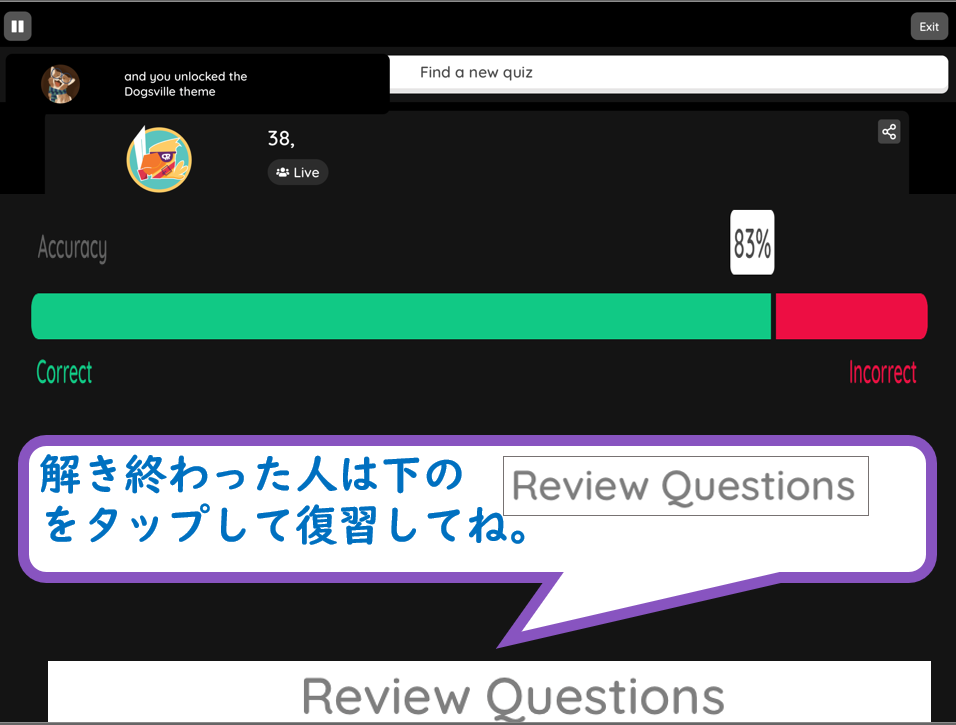 Exit
and you unlocked the
Dogsville theme
Find a new quiz
38,
Live
Accuracy
83%
Correct
Incorrect
解き終わった人は下の Review Questions
をタップして復習してね。
Review Questions